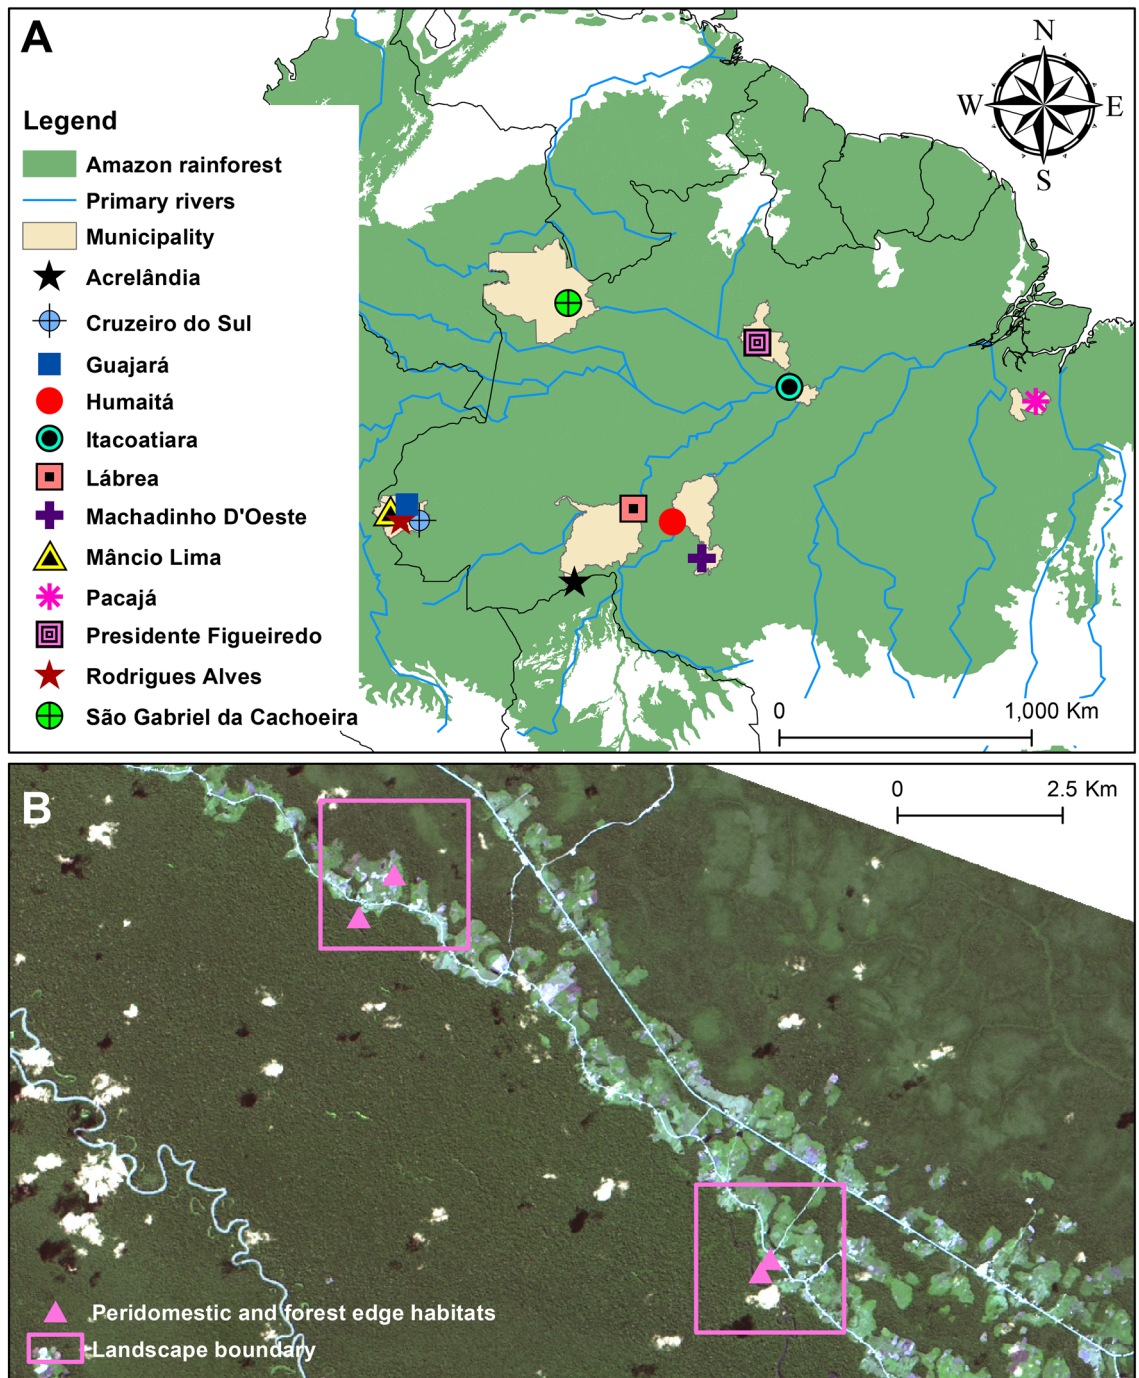 A
N
W
E
S
Legend
Amazon rainforest
Primary rivers
Municipality
Acrelândia
Cruzeiro do Sul
Guajará
Humaitá
Itacoatiara
Lábrea
Machadinho D'Oeste
Mâncio Lima
Pacajá
Presidente Figueiredo
Rodrigues Alves
São Gabriel da Cachoeira
0 1,000 Km
B
0 2.5 Km
Peridomestic and forest edge habitats
Landscape boundary